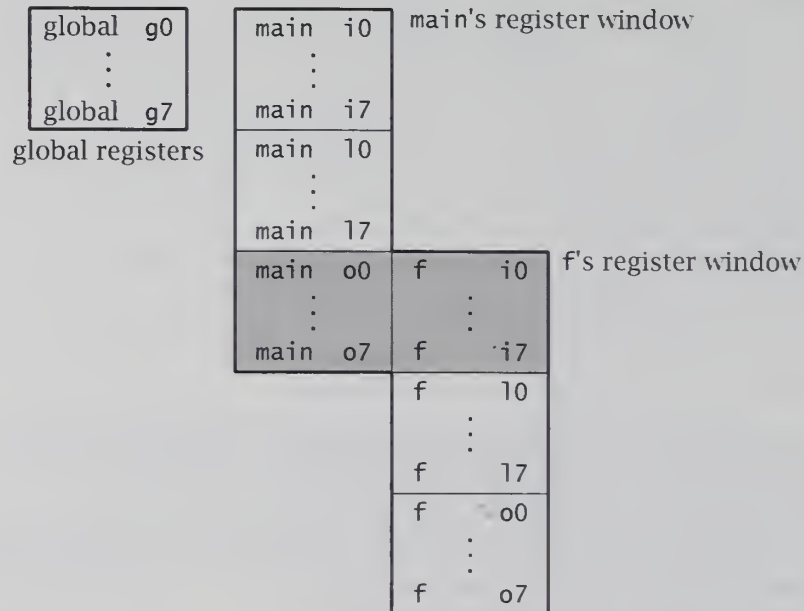 global g0
global g7
global registers
main's register window
main i0
main i7
main l0
main l7
main o0
main o7
f's register window
f i0
f i7
f l0
f l7
f o0
f o7